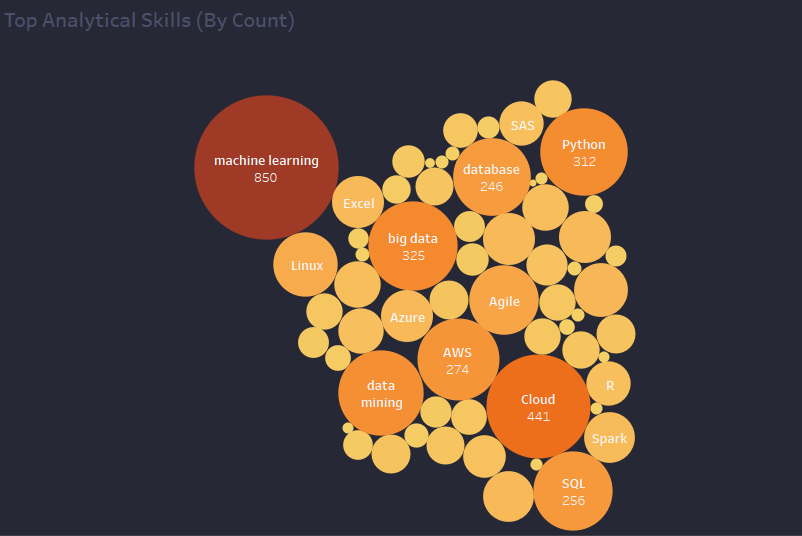 Top Analytical Skills (By Count)
SAS
Python
312
machine learning
850
database
246
Excel
big data
325
Linux
Agile
Azure
AWS
274
data
mining
Cloud
441
R
Spark
SQL
256